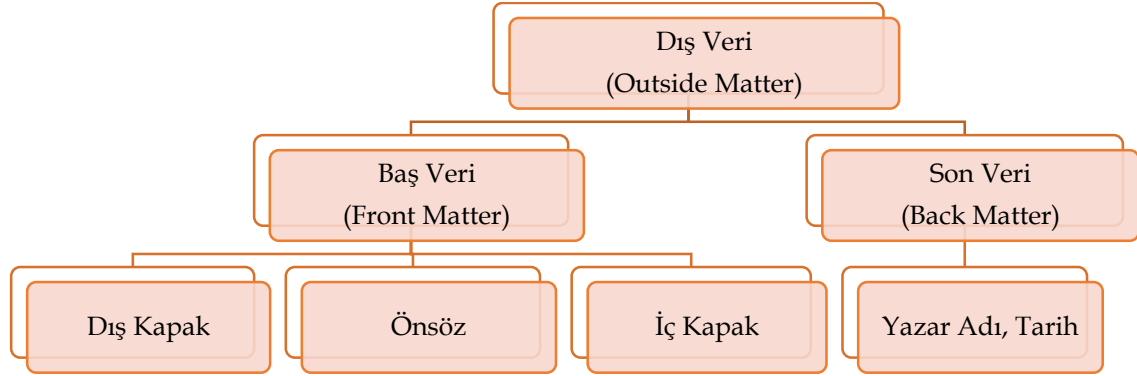 Dış Veri
(Outside Matter)
Baş Veri
(Front Matter)
Son Veri
(Back Matter)
Dış Kapak
Önsöz
İç Kapak
Yazar Adı, Tarih